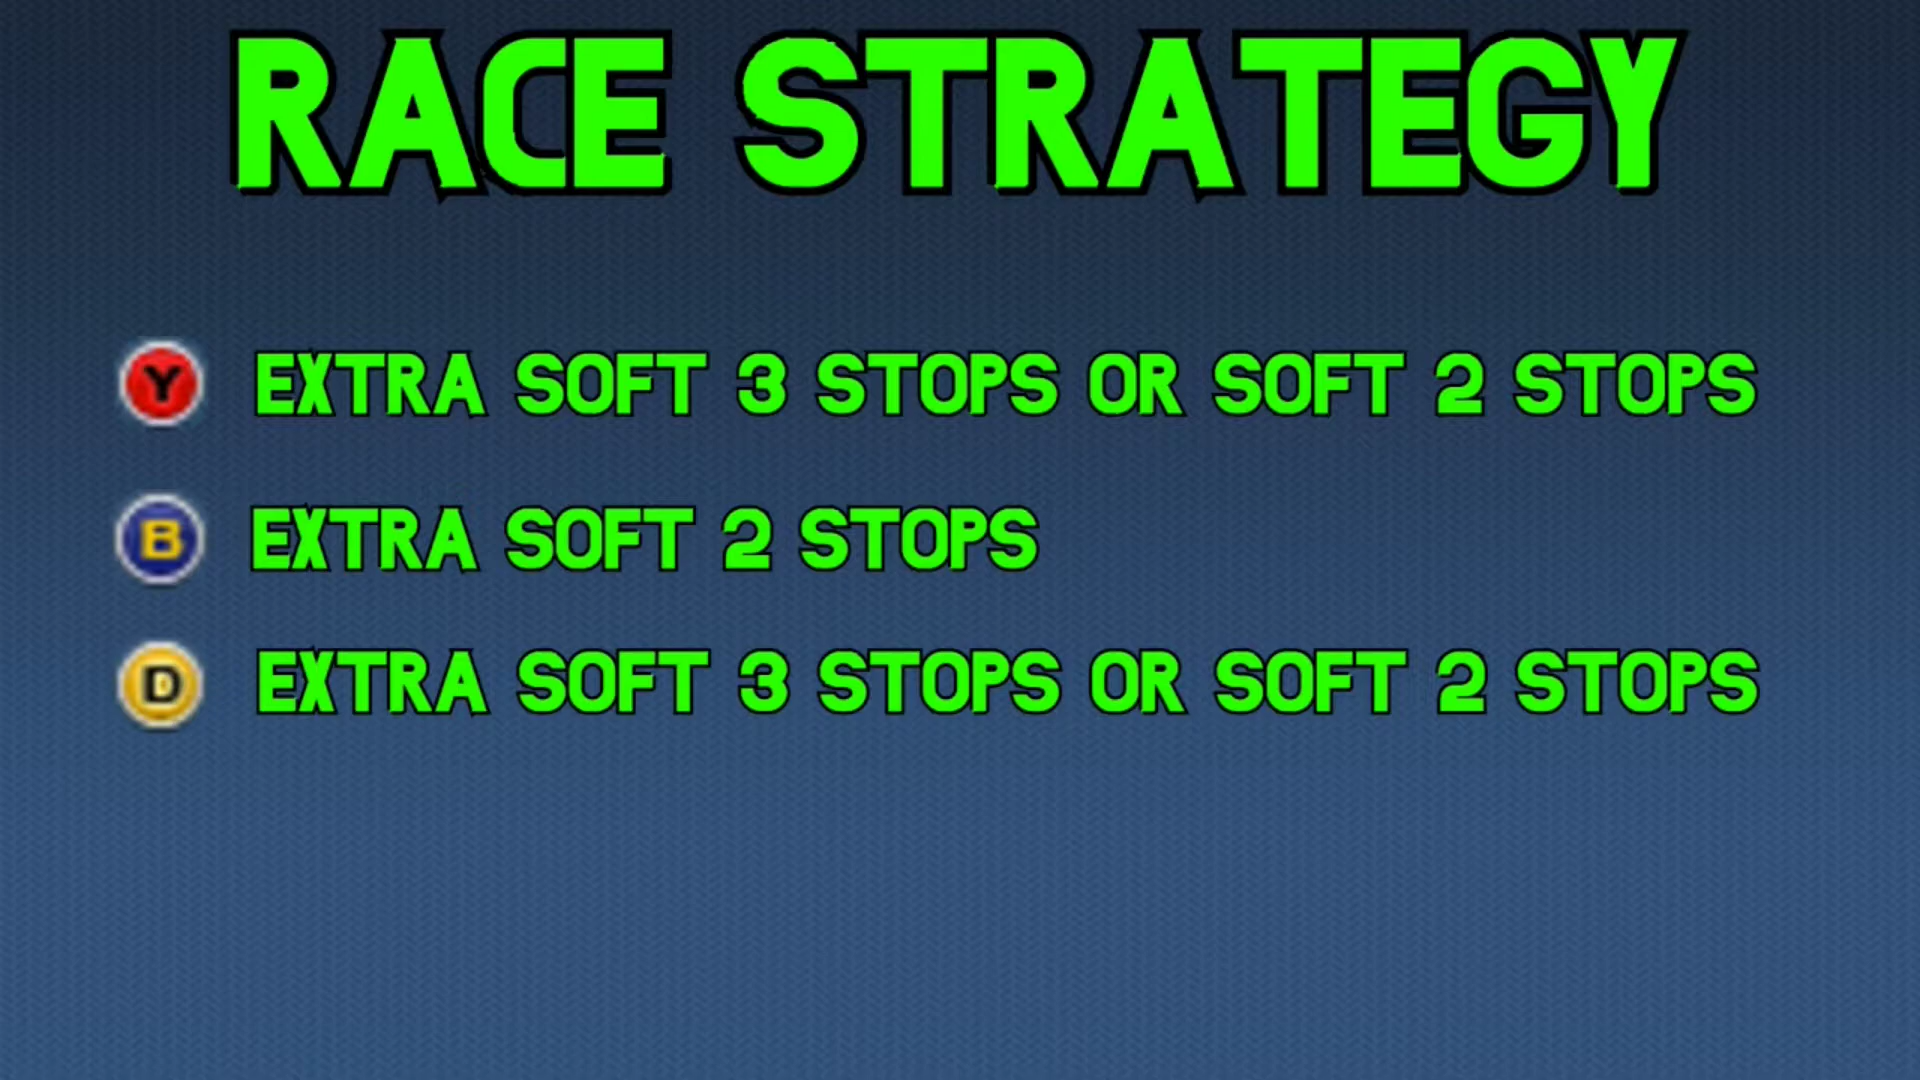 RACE STRATEGY
Y EXTRA SOFT 3 STOPS OR SOFT 2 STOPS
B EXTRA SOFT 2 STOPS
D EXTRA SOFT 3 STOPS OR SOFT 2 STOPS